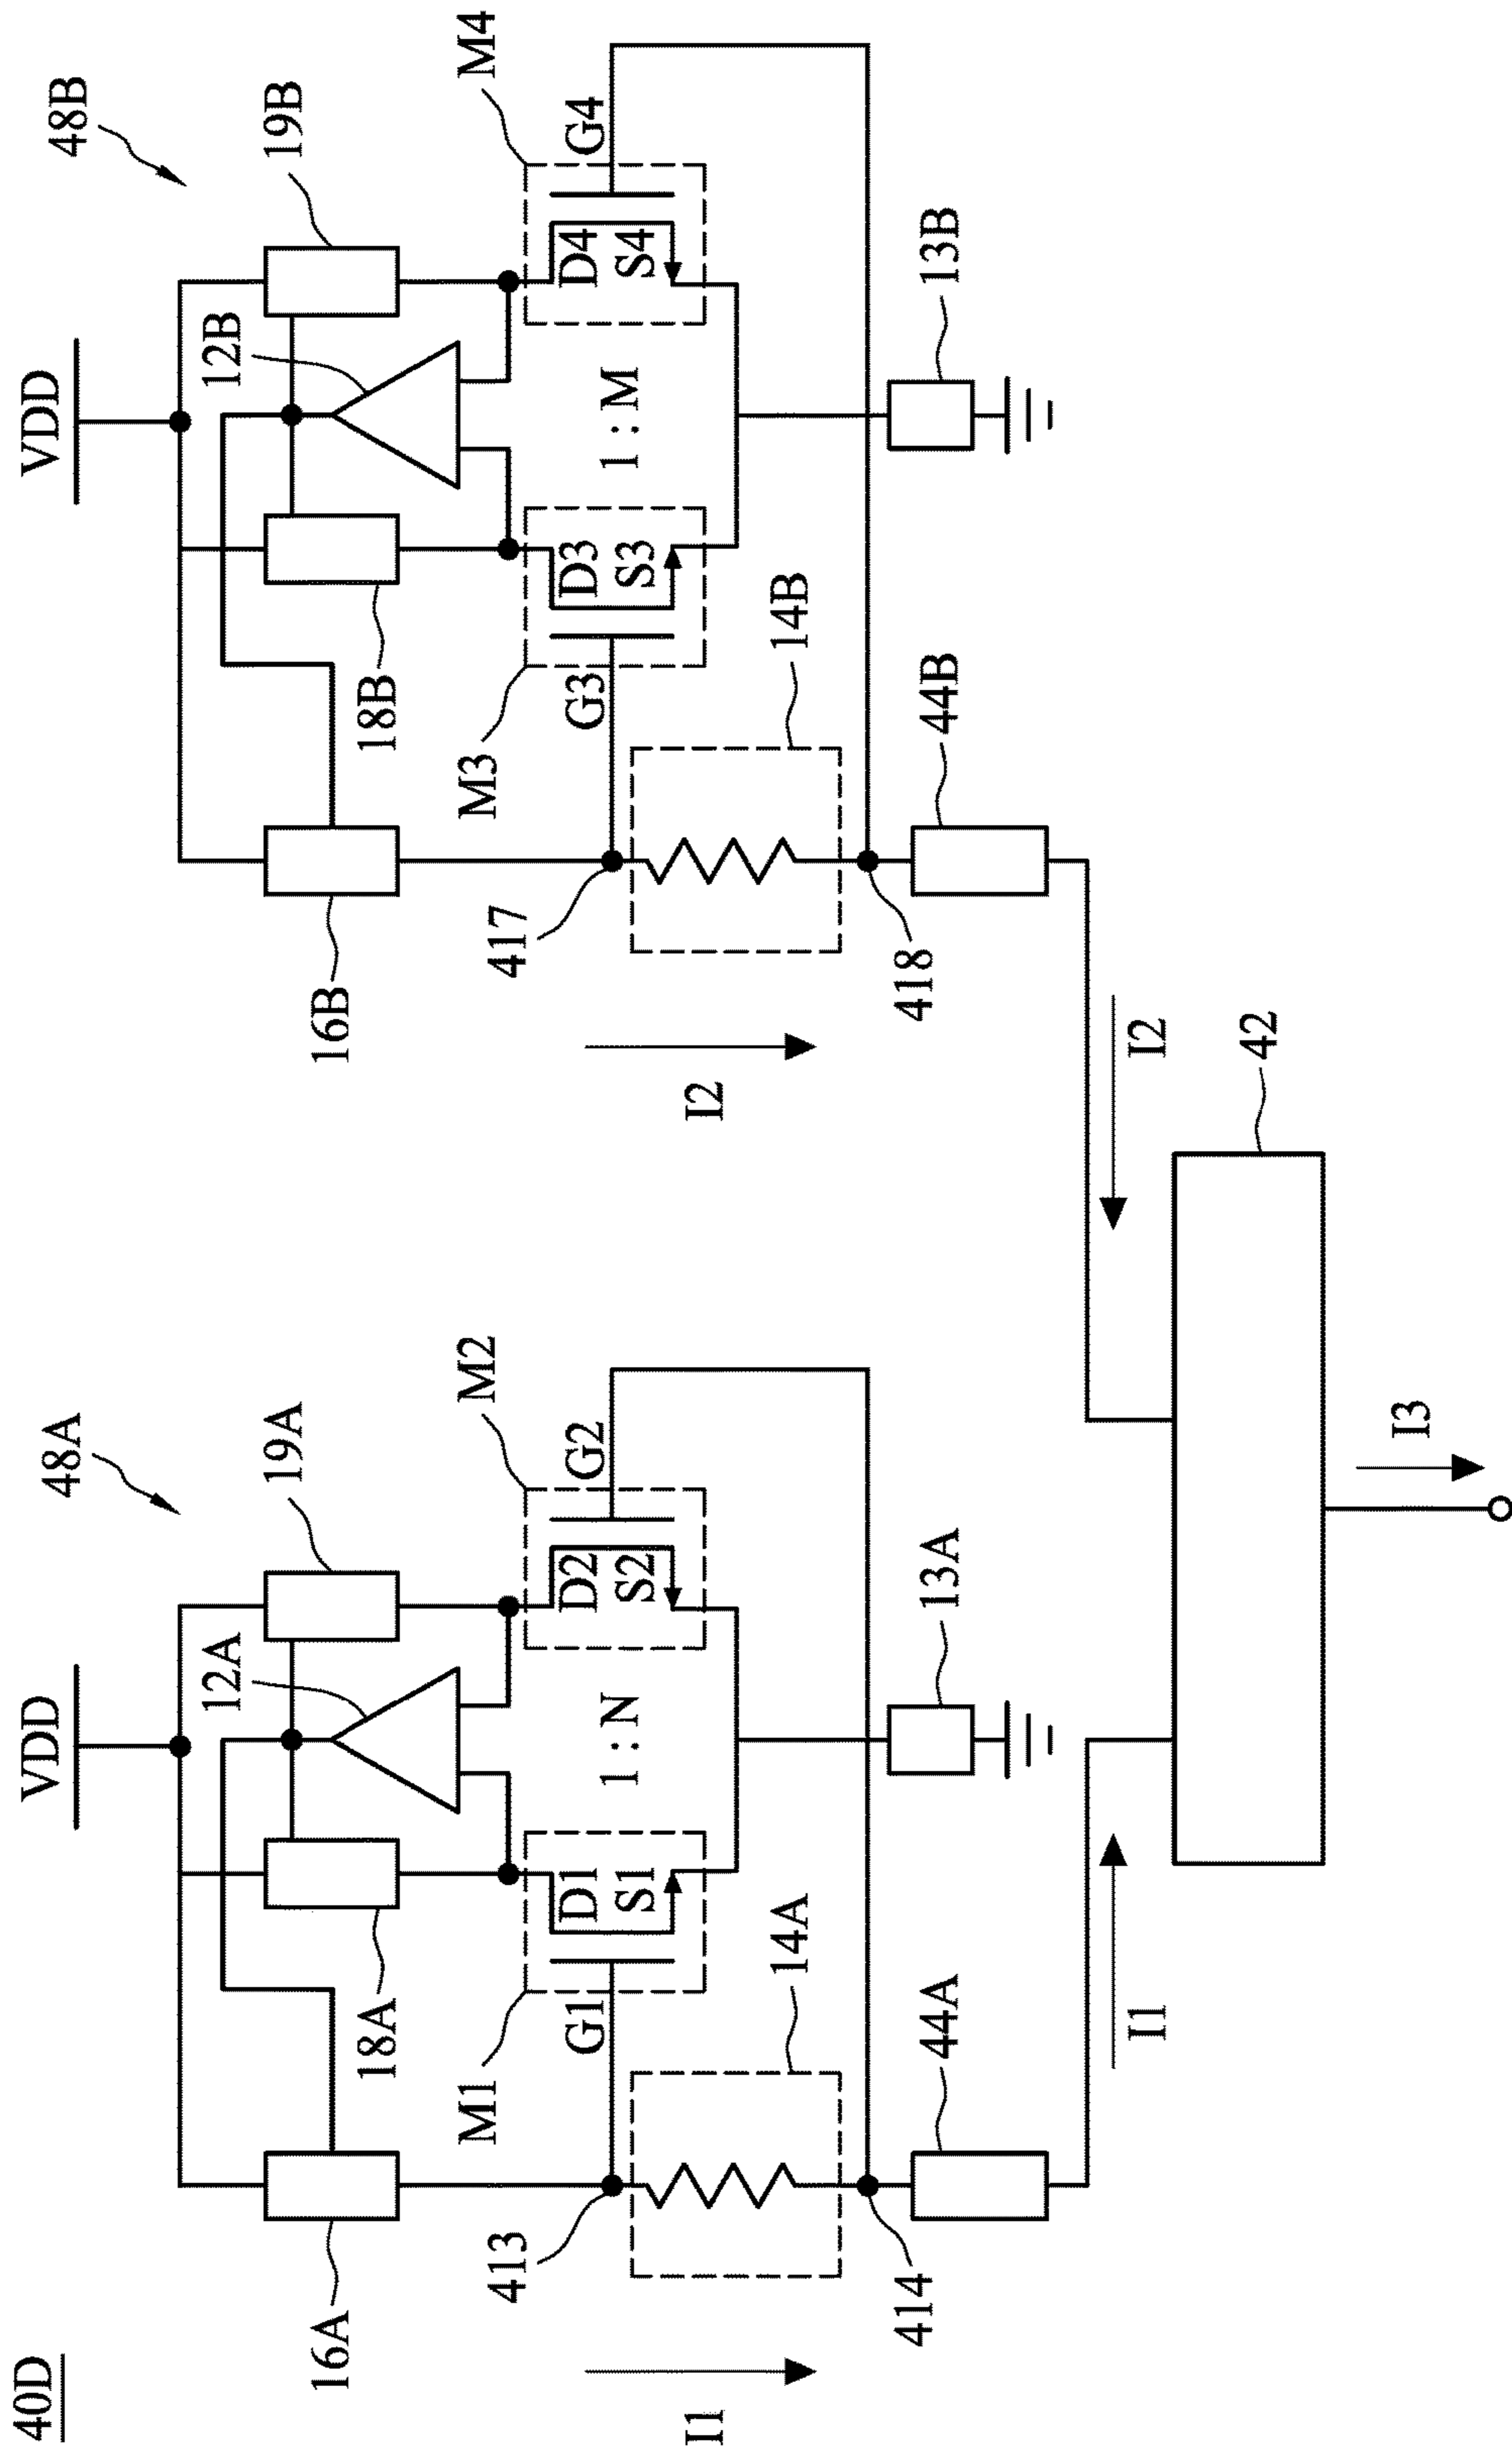 40D
VDD
48A
VDD
48B
16A
18A
12A
19A
16B
18B
12B
19B
M1
M2
M3
M4
413
G1
D1
S1
1 : N
D2
S2
G2
417
G3
D3
S3
1 : M
D4
S4
G4
I1
14A
I2
14B
414
44A
13A
418
44B
13B
I1
I2
42
I3